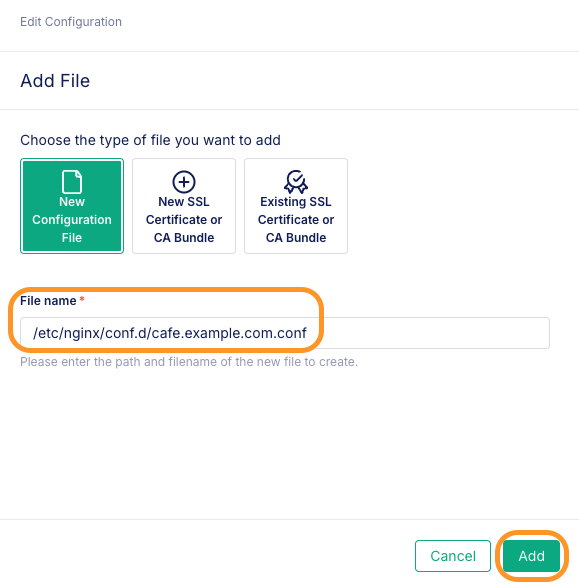 Edit Configuration
Add File
Choose the type of file you want to add
New
Configuration
File
New SSL
Certificate or
CA Bundle
Existing SSL
Certificate or
CA Bundle
File name *
/etc/nginx/conf.d/cafe.example.com.conf
Please enter the path and filename of the new file to create.
Cancel
Add